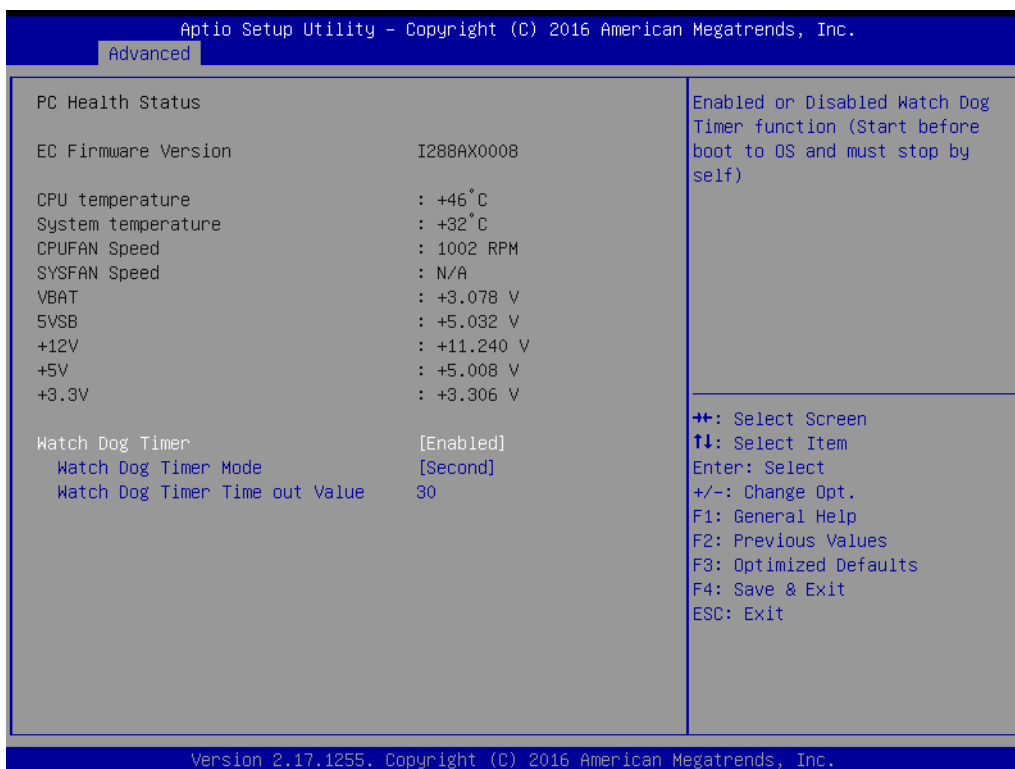 Aptio Setup Utility – Copyright (C) 2016 American Megatrends, Inc.
Advanced
PC Health Status
EC Firmware Version I288AX0008
CPU temperature : +46°C
System temperature : +32°C
CPUFAN Speed : 1002 RPM
SYSFAN Speed : N/A
VBAT : +3.078 V
5VSB : +5.032 V
+12V : +11.240 V
+5V : +5.008 V
+3.3V : +3.306 V
Watch Dog Timer [Enabled]
Watch Dog Timer Mode [Second]
Watch Dog Timer Time out Value 30
Enabled or Disabled Watch Dog
Timer function (Start before
boot to OS and must stop by
self)
→←: Select Screen
↑↓: Select Item
Enter: Select
+/-: Change Opt.
F1: General Help
F2: Previous Values
F3: Optimized Defaults
F4: Save & Exit
ESC: Exit
Version 2.17.1255. Copyright (C) 2016 American Megatrends, Inc.